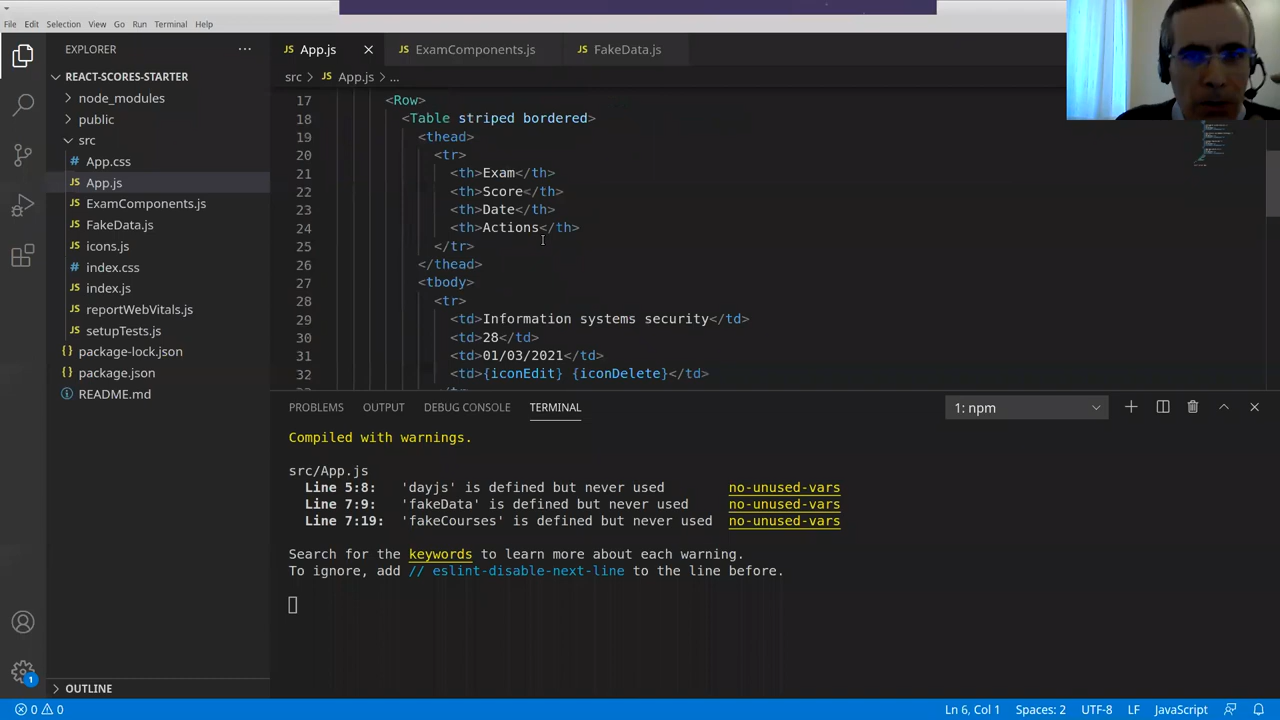 File Edit Selection View Go Run Terminal Help
EXPLORER ···
REACT-SCORES-STARTER
node_modules
public
src
App.css
App.js
ExamComponents.js
FakeData.js
icons.js
index.css
index.js
reportWebVitals.js
setupTests.js
package-lock.json
package.json
README.md
OUTLINE
App.js ExamComponents.js FakeData.js
src > App.js > ...
17 <Row>
18 <Table striped bordered>
19 <thead>
20 <tr>
21 <th>Exam</th>
22 <th>Score</th>
23 <th>Date</th>
24 <th>Actions</th>
25 </tr>
26 </thead>
27 <tbody>
28 <tr>
29 <td>Information systems security</td>
30 <td>28</td>
31 <td>01/03/2021</td>
32 <td>{iconEdit} {iconDelete}</td>
PROBLEMS OUTPUT DEBUG CONSOLE TERMINAL 1: npm
Compiled with warnings.
src/App.js
Line 5:8: 'dayjs' is defined but never used no-unused-vars
Line 7:9: 'fakeData' is defined but never used no-unused-vars
Line 7:19: 'fakeCourses' is defined but never used no-unused-vars
Search for the keywords to learn more about each warning.
To ignore, add // eslint-disable-next-line to the line before.
1
0 0 Ln 6, Col 1 Spaces: 2 UTF-8 LF JavaScript